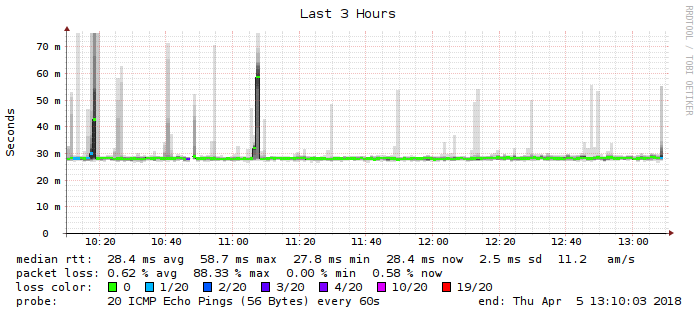 Last 3 Hours
RRDTOOL / TOBI OETIKER
Seconds
70 m
60 m
50 m
40 m
30 m
20 m
10 m
0
10:20 10:40 11:00 11:20 11:40 12:00 12:20 12:40 13:00
median rtt: 28.4 ms avg 58.7 ms max 27.8 ms min 28.4 ms now 2.5 ms sd 11.2 am/s
packet loss: 0.62 % avg 88.33 % max 0.00 % min 0.58 % now
loss color: 0 1/20 2/20 3/20 4/20 10/20 19/20
probe: 20 ICMP Echo Pings (56 Bytes) every 60s end: Thu Apr 5 13:10:03 2018